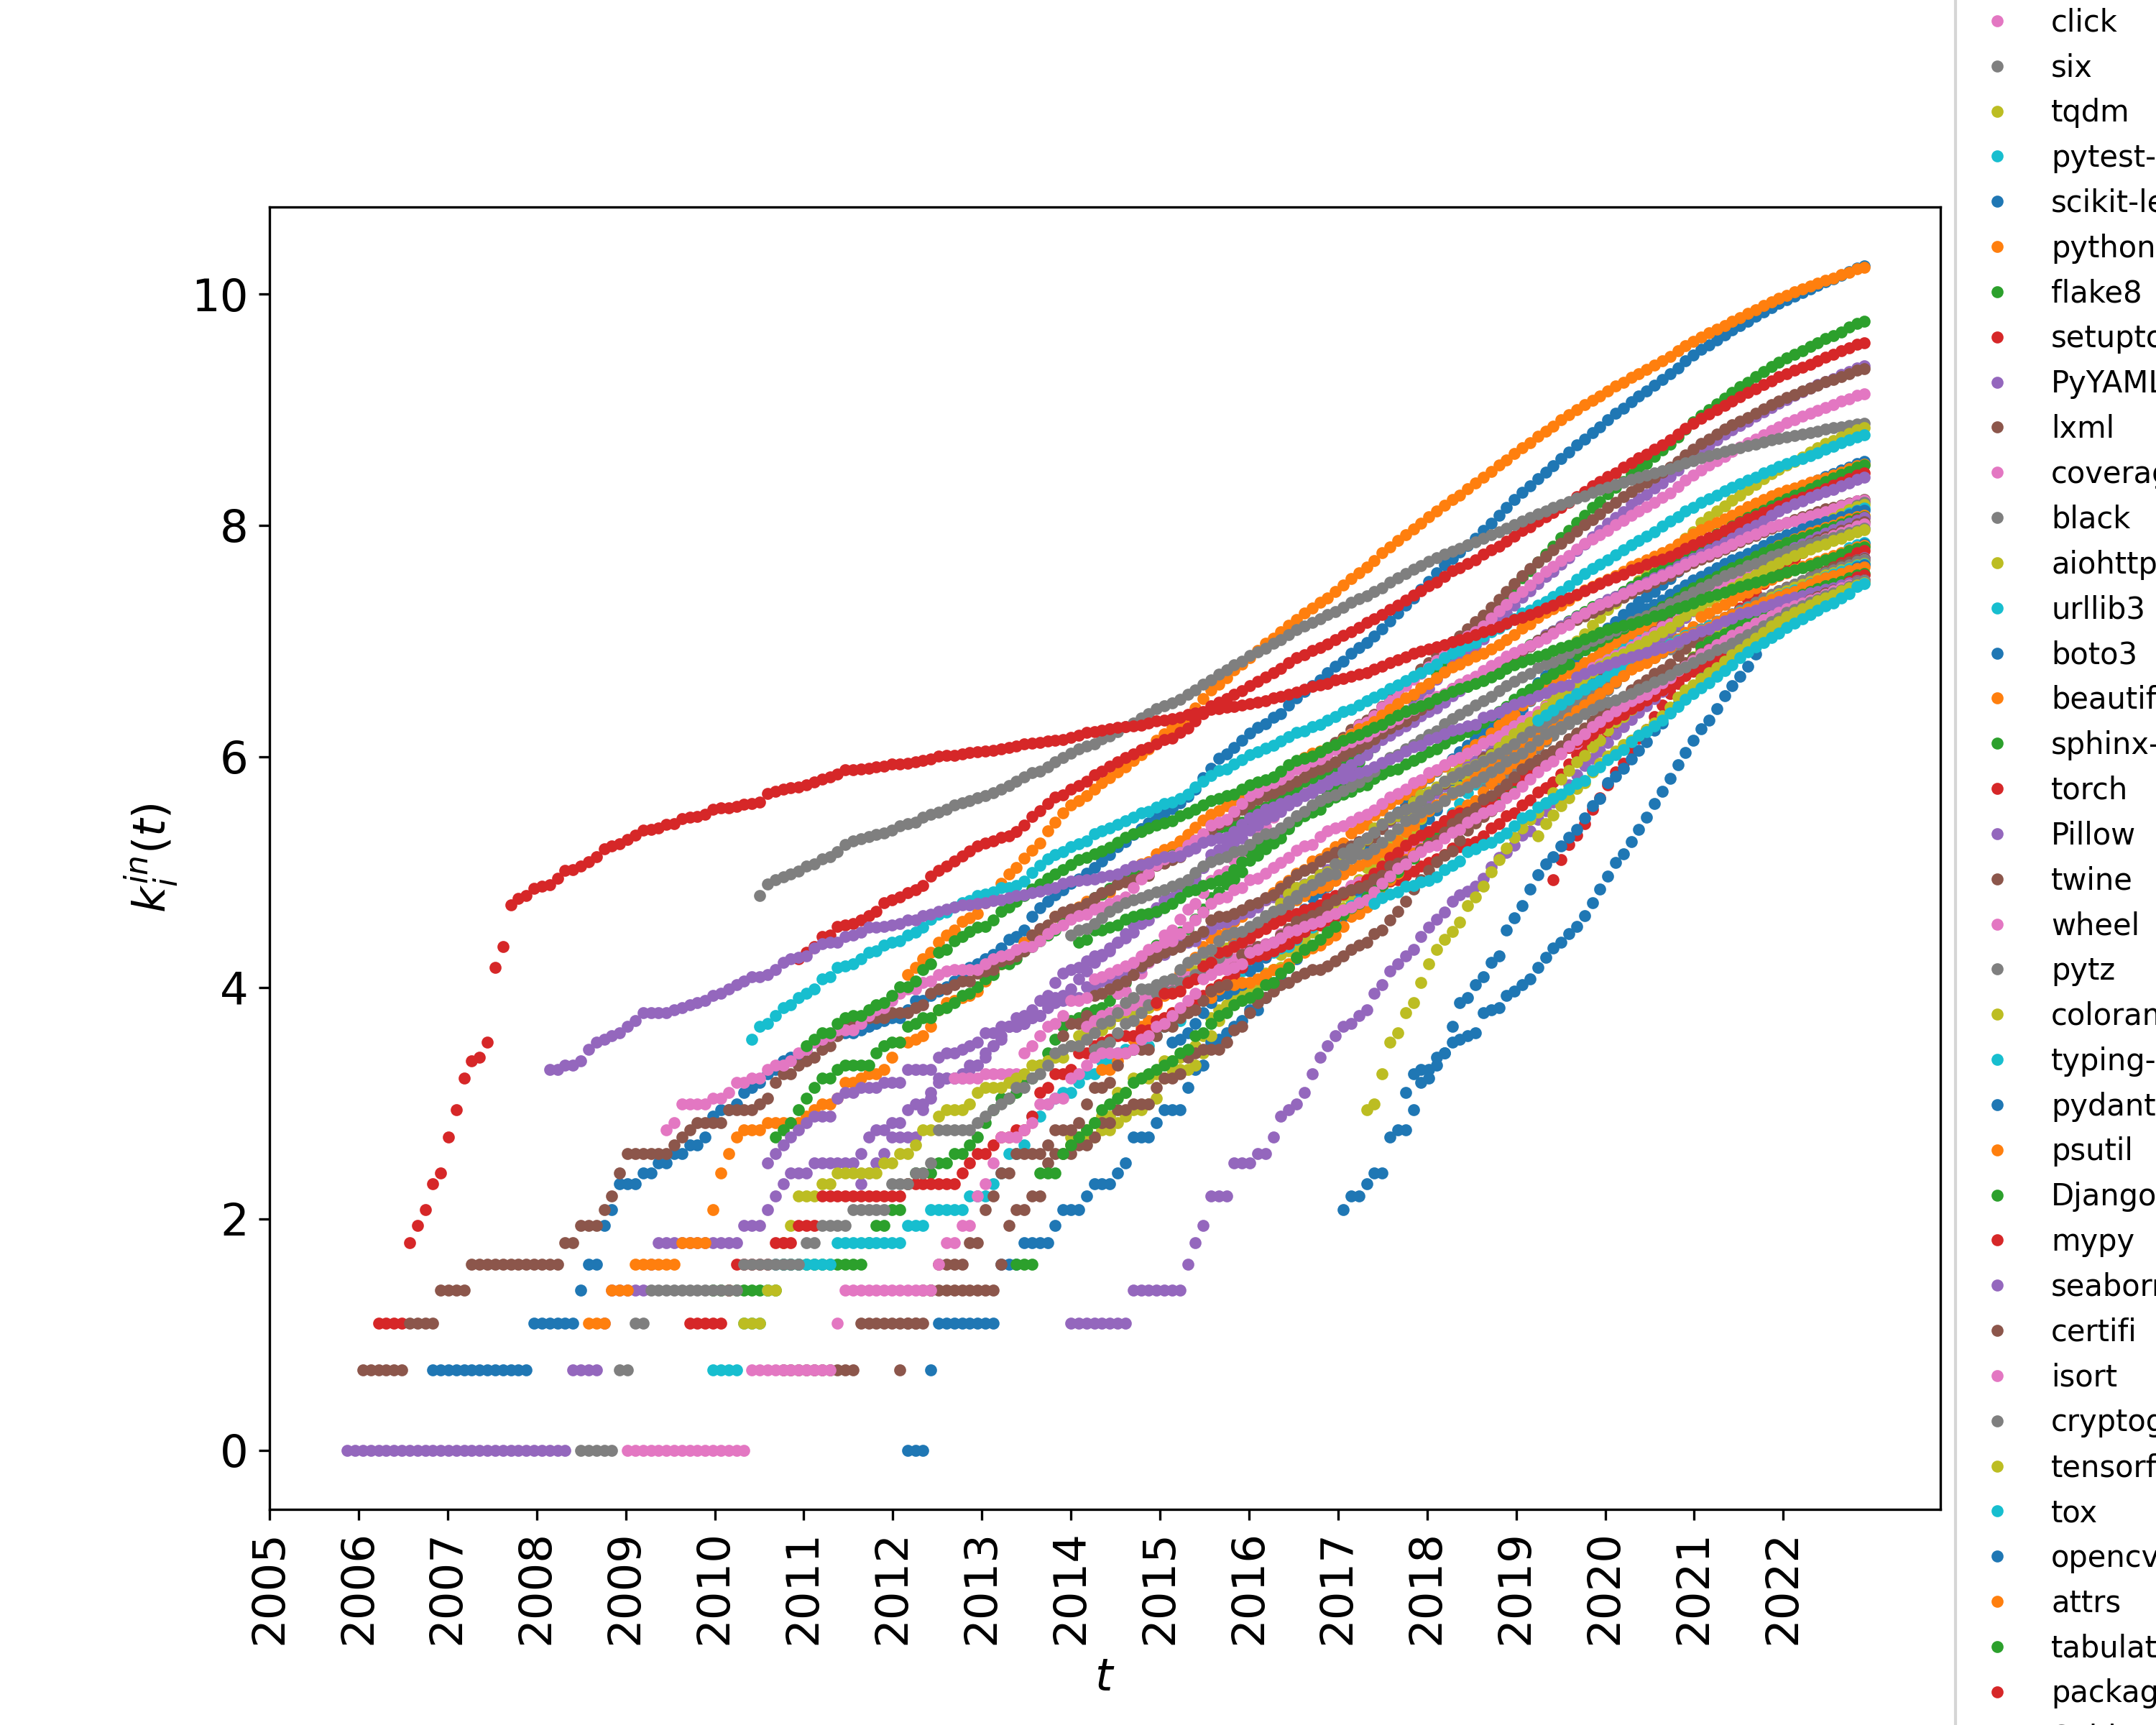 click
six
tqdm
pytest-
scikit-le
python
flake8
setupto
PyYAML
lxml
coverag
black
aiohttp
urllib3
boto3
beautif
sphinx-
torch
Pillow
twine
wheel
pytz
coloran
typing-
pydant
psutil
Django
mypy
seaborn
certifi
isort
cryptog
tensorf
tox
opencv
attrs
tabulat
packag
10
8
6
4
2
0
k_i^{in}(t)
2005 2006 2007 2008 2009 2010 2011 2012 2013 2014 2015 2016 2017 2018 2019 2020 2021 2022
t